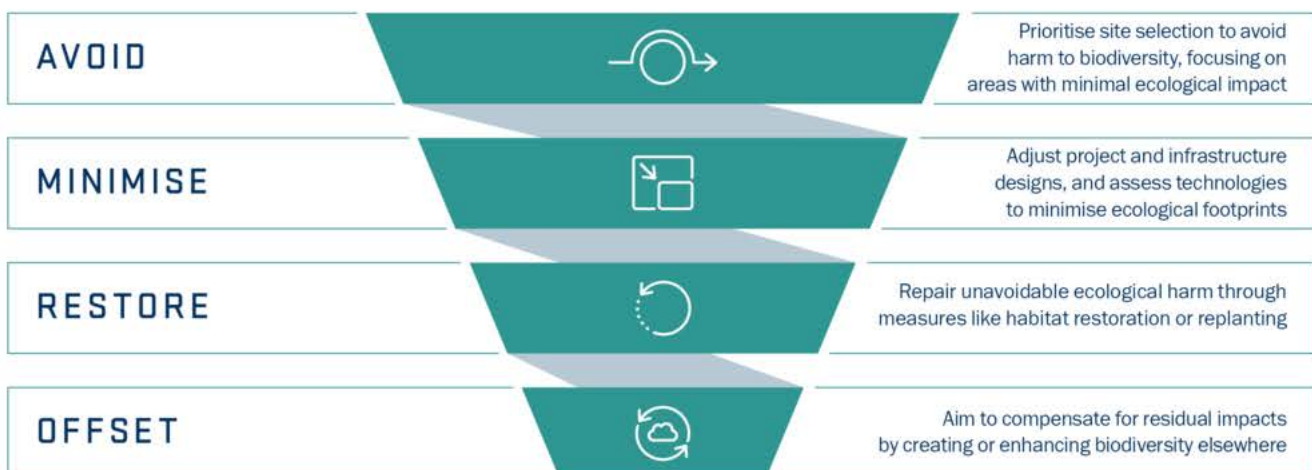 AVOID
Prioritise site selection to avoid
harm to biodiversity, focusing on
areas with minimal ecological impact
MINIMISE
Adjust project and infrastructure
designs, and assess technologies
to minimise ecological footprints
RESTORE
Repair unavoidable ecological harm through
measures like habitat restoration or replanting
OFFSET
Aim to compensate for residual impacts
by creating or enhancing biodiversity elsewhere